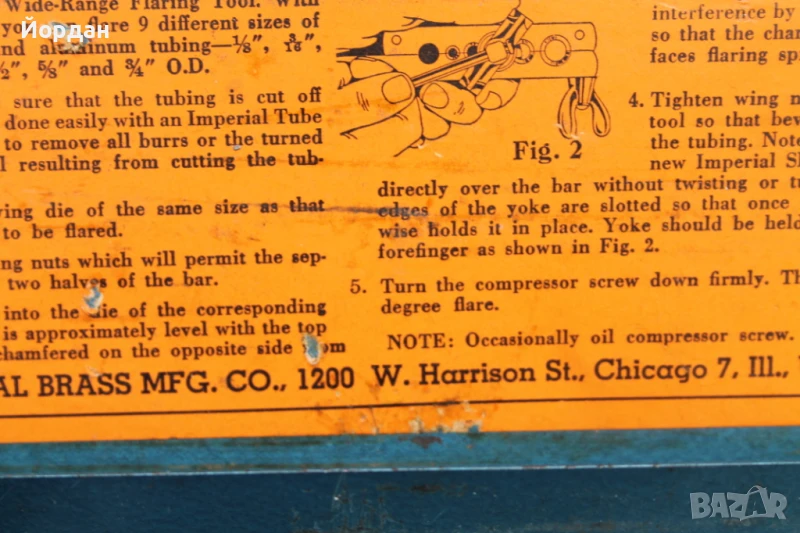 Йордан
Wide-Range Flaring Tool. With
you flare 9 different sizes of
and aluminum tubing—⅛″, 3/16″,
½″, ⅝″ and ¾″ O.D.
sure that the tubing is cut off
done easily with an Imperial Tube
to remove all burrs or the turned
resulting from cutting the tub-
die of the same size as that
to be flared.
nuts which will permit the sep-
two halves of the bar.
into the die of the corresponding
is approximately level with the top
chamfered on the opposite side from
Fig. 2
directly over the bar without twisting or
edges of the yoke are slotted so that once
wise holds it in place. Yoke should be held
forefinger as shown in Fig. 2.
5. Turn the compressor screw down firmly.
degree flare.
NOTE: Occasionally oil compressor screw.
interference by
so that the
faces flaring
4. Tighten wing
tool so that
the tubing.
new Imperial
AL BRASS MFG. CO., 1200 W. Harrison St., Chicago 7, Ill.,
BAZAR